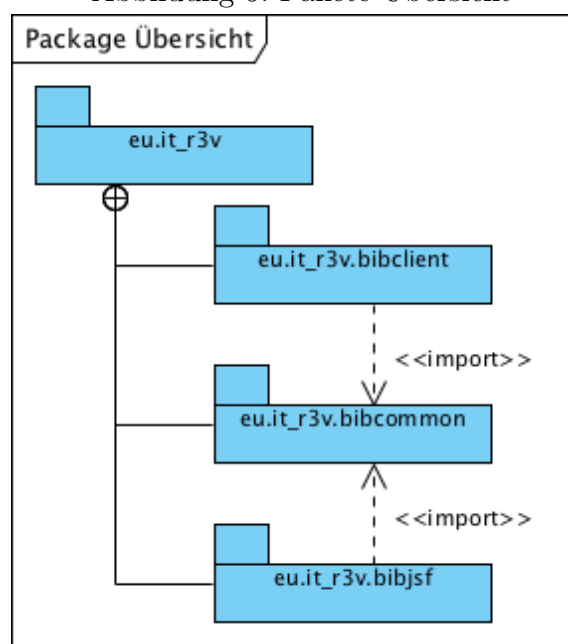 Package Übersicht
eu.it_r3v
eu.it_r3v.bibclient
<<import>>
eu.it_r3v.bibcommon
<<import>>
eu.it_r3v.bibjsf